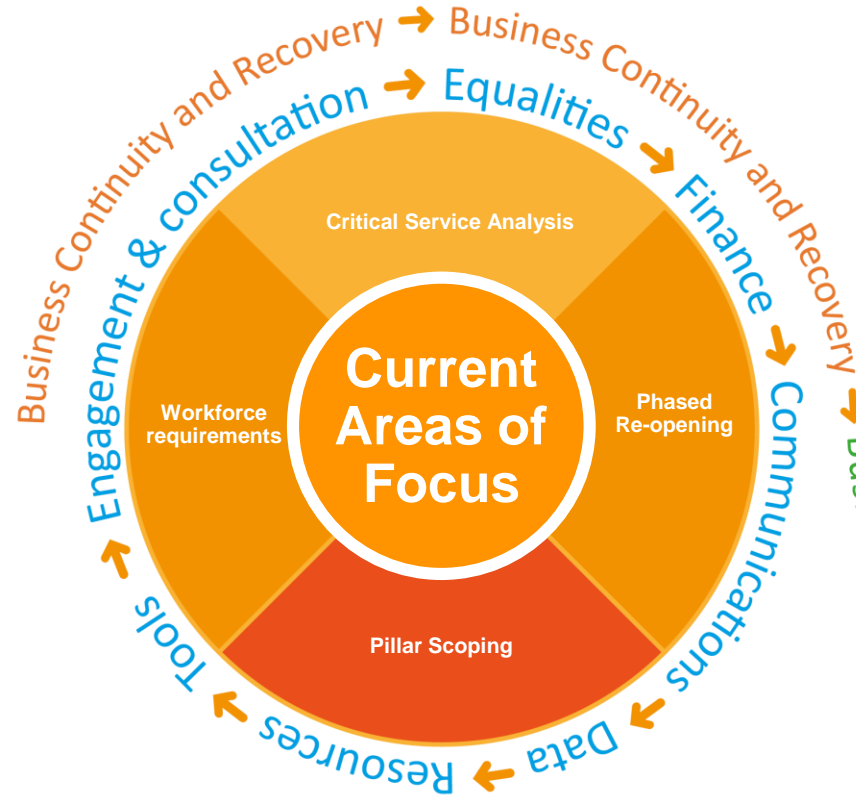 Business Continuity and Recovery
Business Continuity and Recovery
Engagement & consultation
Equalities
Finance
Communications
Data
Resources
Tools
Critical Service Analysis
Phased
Re-opening
Pillar Scoping
Workforce
requirements
Current
Areas of
Focus